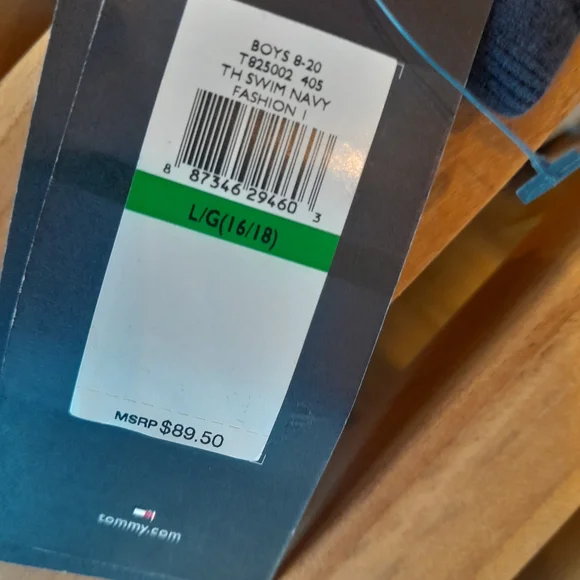 BOYS 8-20
T825002 405
TH SWIM NAVY
FASHION I
8 87346 29460 3
L/G(16/18)
MSRP $89.50
tommy.com